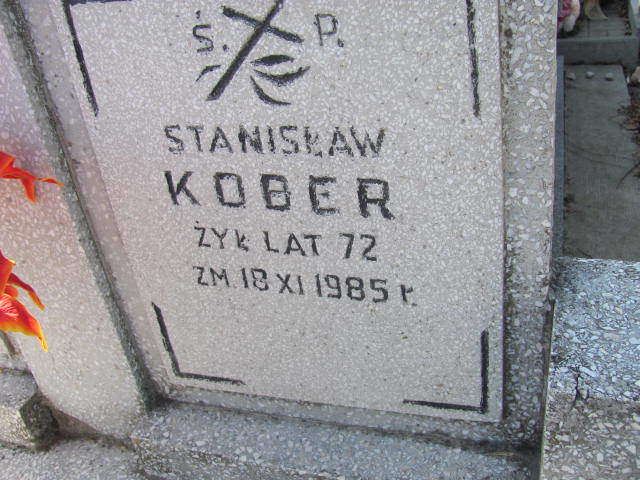 Ś. P.
STANISŁAW
KOBER
ŻYŁ LAT 72
ZM. 18 XI 1985 r.